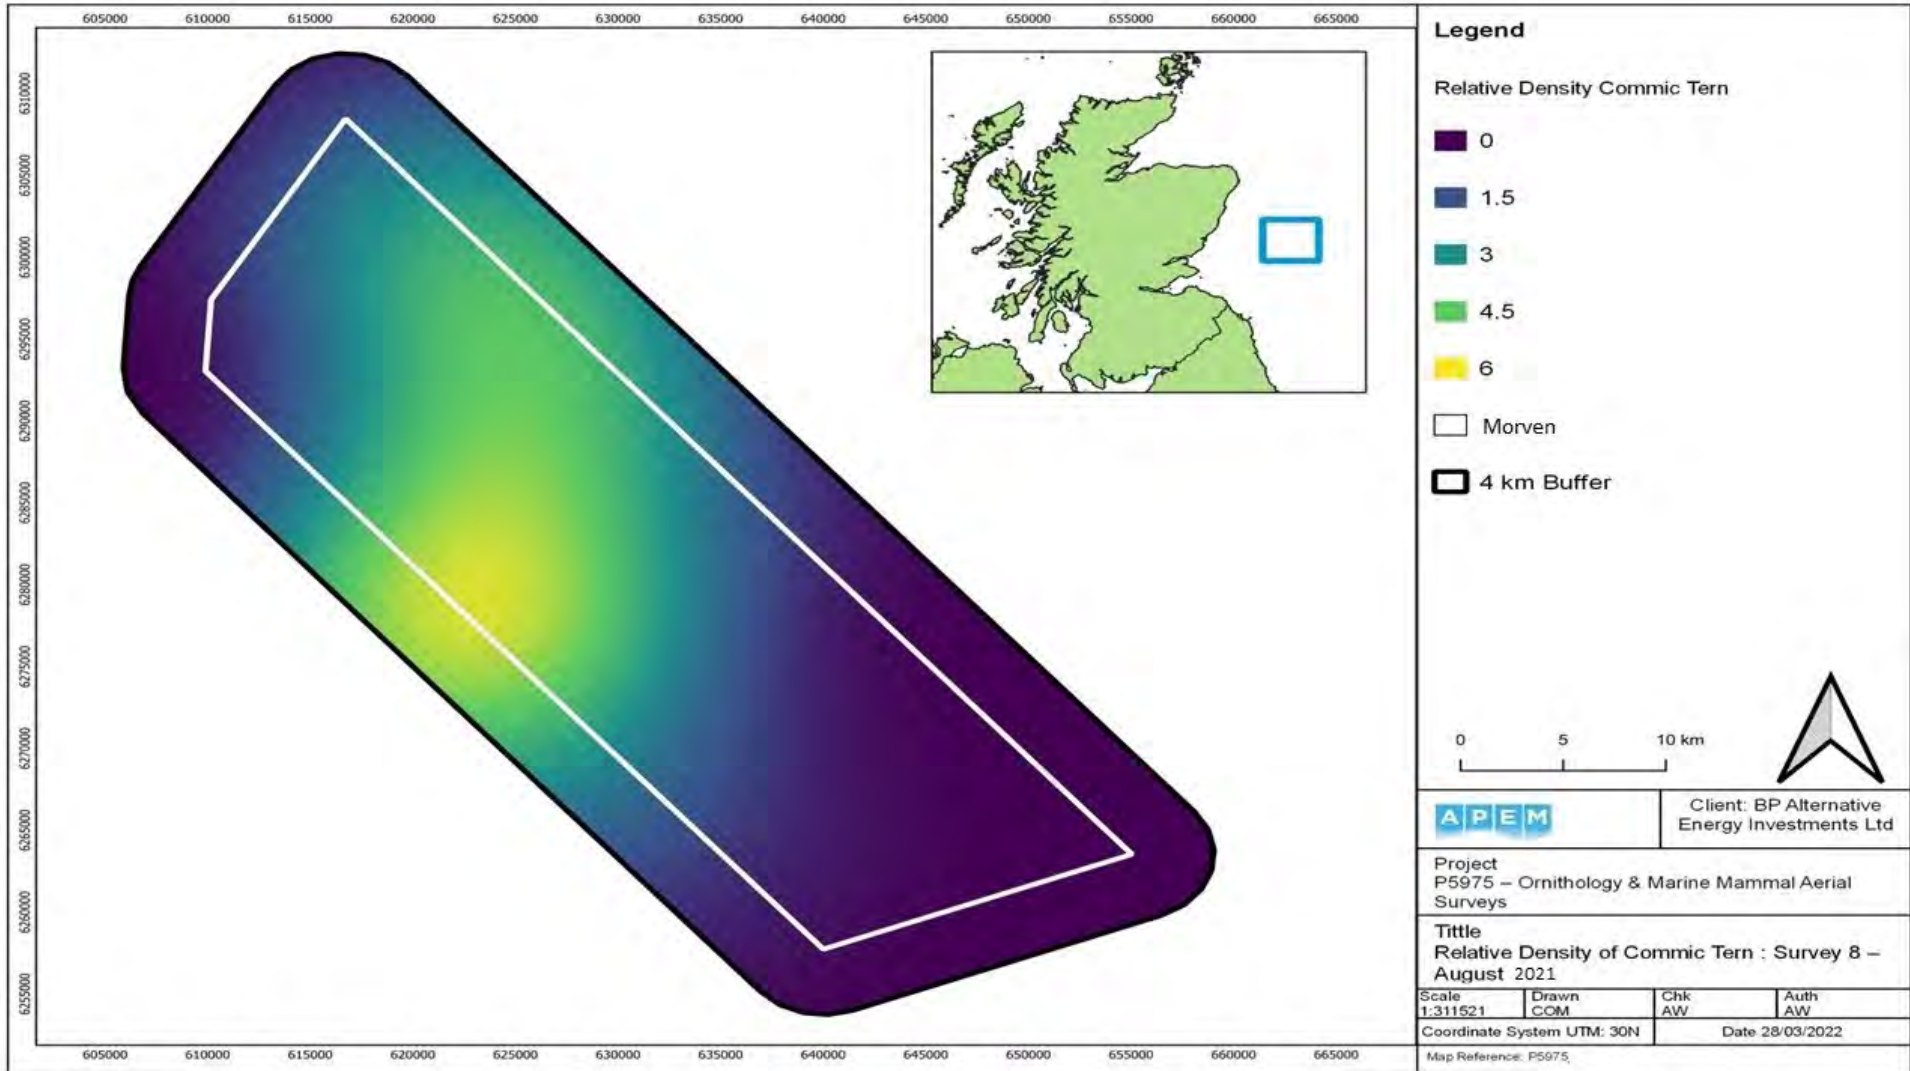 605000 610000 615000 620000 625000 630000 635000 640000 645000 650000 655000 660000 665000
6310000
6305000
6300000
6295000
6290000
6285000
6280000
6275000
6270000
6265000
6260000
6255000
605000 610000 615000 620000 625000 630000 635000 640000 645000 650000 655000 660000 665000
Legend
Relative Density Commic Tern
0
1.5
3
4.5
6
Morven
4 km Buffer
0 5 10 km
APEM
Client: BP Alternative
Energy Investments Ltd
Project
P5975 – Ornithology & Marine Mammal Aerial
Surveys
Tittle
Relative Density of Commic Tern : Survey 8 –
August 2021
Scale
1:311521
Drawn
COM
Chk
AW
Auth
AW
Coordinate System UTM: 30N
Date 28/03/2022
Map Reference: P5975